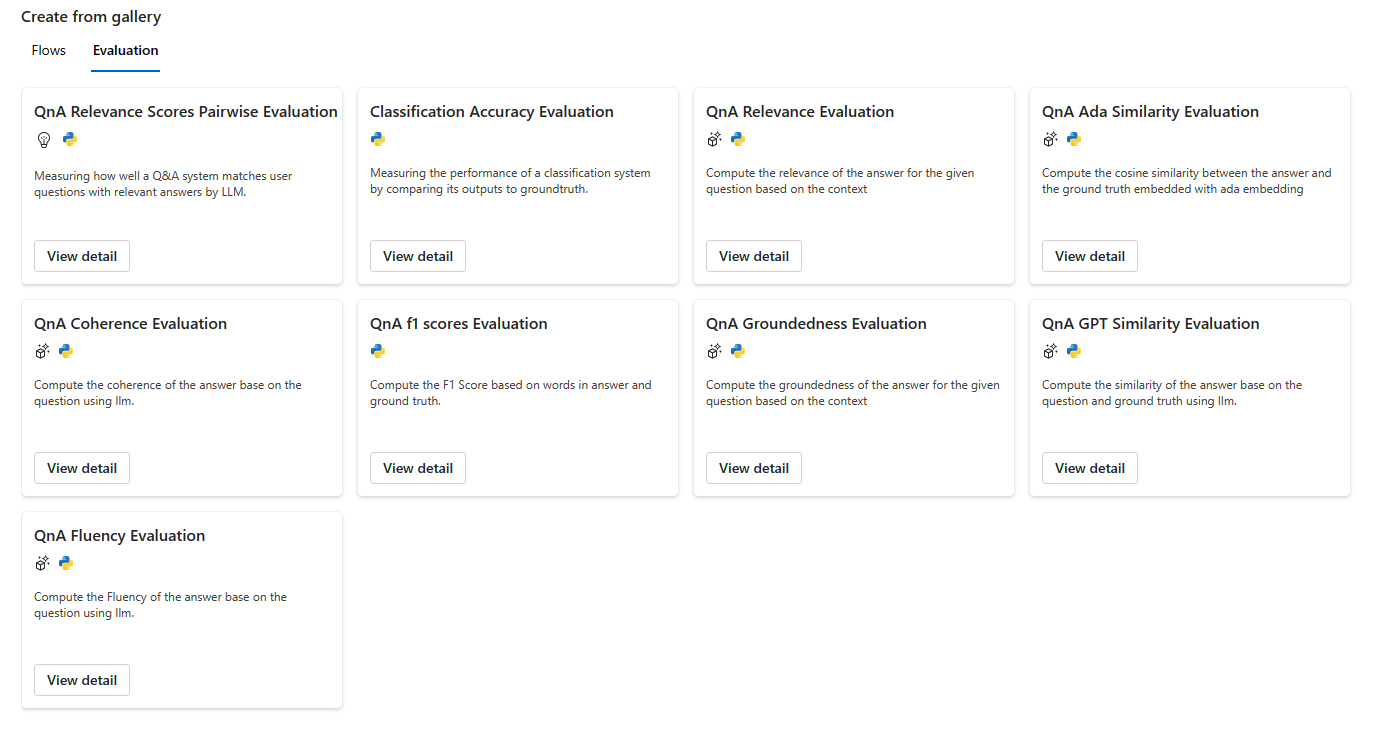 Create from gallery
Flows
Evaluation
QnA Relevance Scores Pairwise Evaluation
Measuring how well a Q&A system matches user
questions with relevant answers by LLM.
View detail
Classification Accuracy Evaluation
Measuring the performance of a classification system
by comparing its outputs to groundtruth.
View detail
QnA Relevance Evaluation
Compute the relevance of the answer for the given
question based on the context
View detail
QnA Ada Similarity Evaluation
Compute the cosine similarity between the answer and
the ground truth embedded with ada embedding
View detail
QnA Coherence Evaluation
Compute the coherence of the answer base on the
question using llm.
View detail
QnA f1 scores Evaluation
Compute the F1 Score based on words in answer and
ground truth.
View detail
QnA Groundedness Evaluation
Compute the groundedness of the answer for the given
question based on the context
View detail
QnA GPT Similarity Evaluation
Compute the similarity of the answer base on the
question and ground truth using llm.
View detail
QnA Fluency Evaluation
Compute the Fluency of the answer base on the
question using llm.
View detail